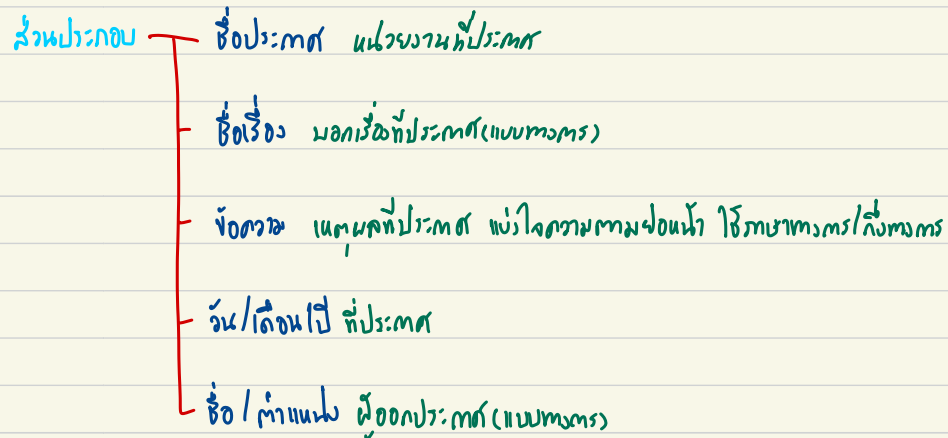 ส่วนประกอบ ชื่อประกาศ หน่วยงานที่ประกาศ
ชื่อเรื่อง บอกเรื่องที่ประกาศ(แบบทางการ)
ข้อความ เหตุผลที่ประกาศ แบ่งใจความตามย่อหน้า ใช้ภาษาทางการ/กึ่งทางการ
วัน/เดือน/ปี ที่ประกาศ
ชื่อ/ตำแหน่ง ผู้ออกประกาศ(แบบทางการ)